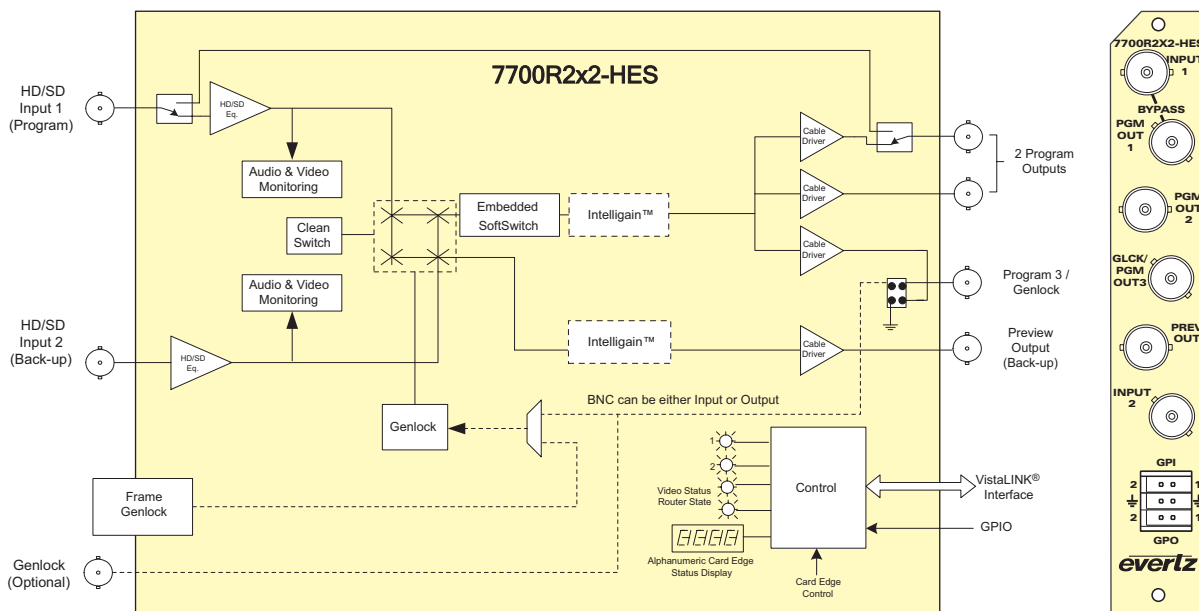 7700R2x2-HES
HD/SD
Input 1
(Program)
HD/SD
Eq.
Audio & Video
Monitoring
Clean
Switch
Embedded
SoftSwitch
Intelligain™
Cable
Driver
Cable
Driver
Cable
Driver
2 Program
Outputs
Program 3 /
Genlock
Audio & Video
Monitoring
HD/SD
Input 2
(Back-up)
HD/SD
Eq.
Intelligain™
Cable
Driver
Preview
Output
(Back-up)
BNC can be either Input or Output
Genlock
Frame
Genlock
Genlock
(Optional)
1
2
Video Status
Router State
Alphanumeric Card Edge
Status Display
Control
Card Edge
Control
VistaLINK®
Interface
GPIO
7700R2X2-HES
INPUT
1
BYPASS
PGM
OUT
1
PGM
OUT
2
GLCK/
PGM
OUT3
PREV
OUT
INPUT
2
GPI
2 1
2 1
GPO
evertz